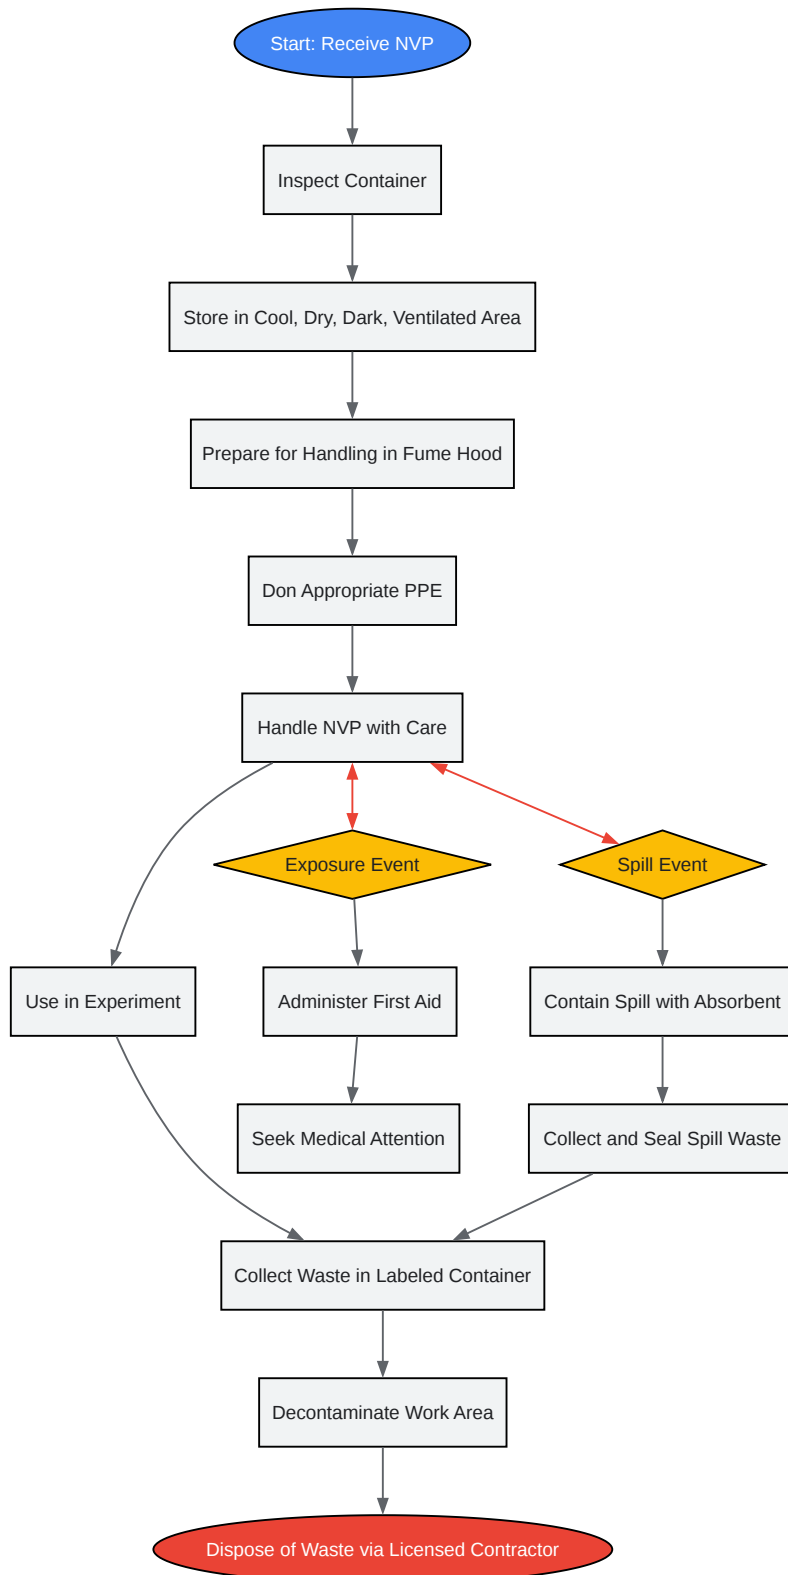 Start: Receive NVP
Inspect Container
Store in Cool, Dry, Dark, Ventilated Area
Prepare for Handling in Fume Hood
Don Appropriate PPE
Handle NVP with Care
Exposure Event
Spill Event
Use in Experiment
Administer First Aid
Contain Spill with Absorbent
Seek Medical Attention
Collect and Seal Spill Waste
Collect Waste in Labeled Container
Decontaminate Work Area
Dispose of Waste via Licensed Contractor